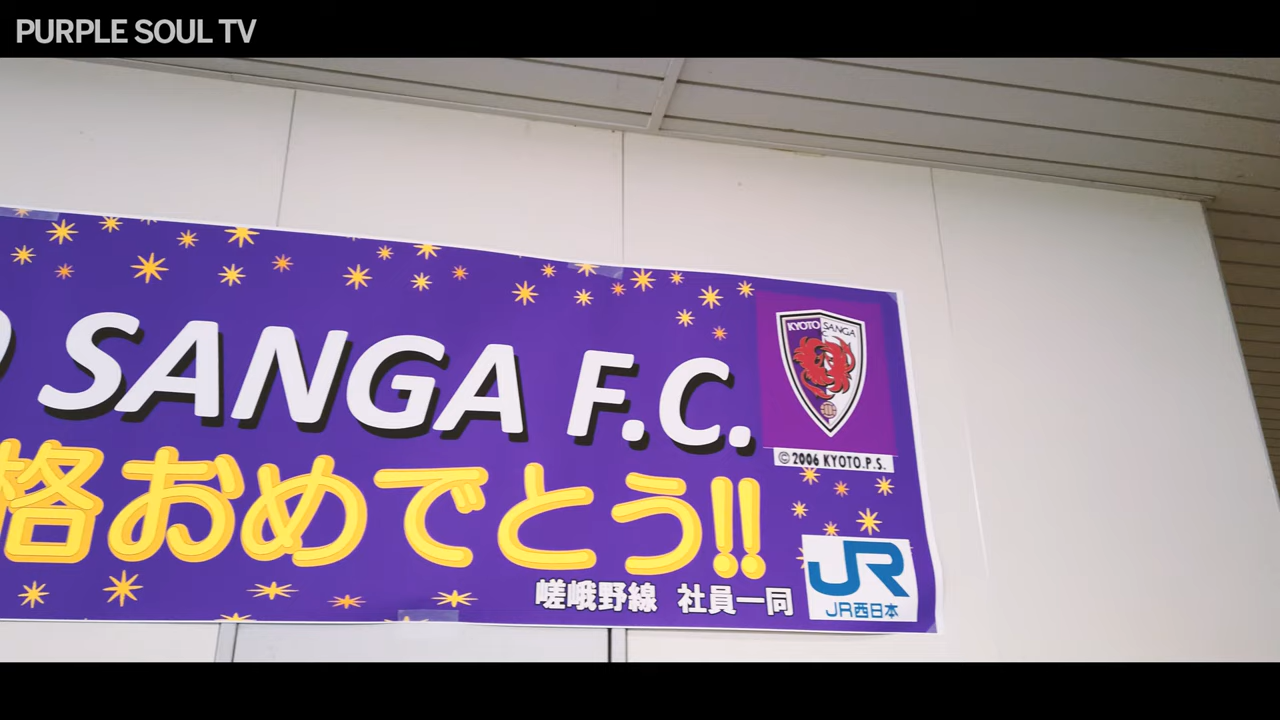 PURPLE SOUL TV
SANGA F.C.
KYOTO SANGA
格おめでとう!!
©2006 KYOTO.P.S.
嵯峨野線 社員一同
JR
JR西日本